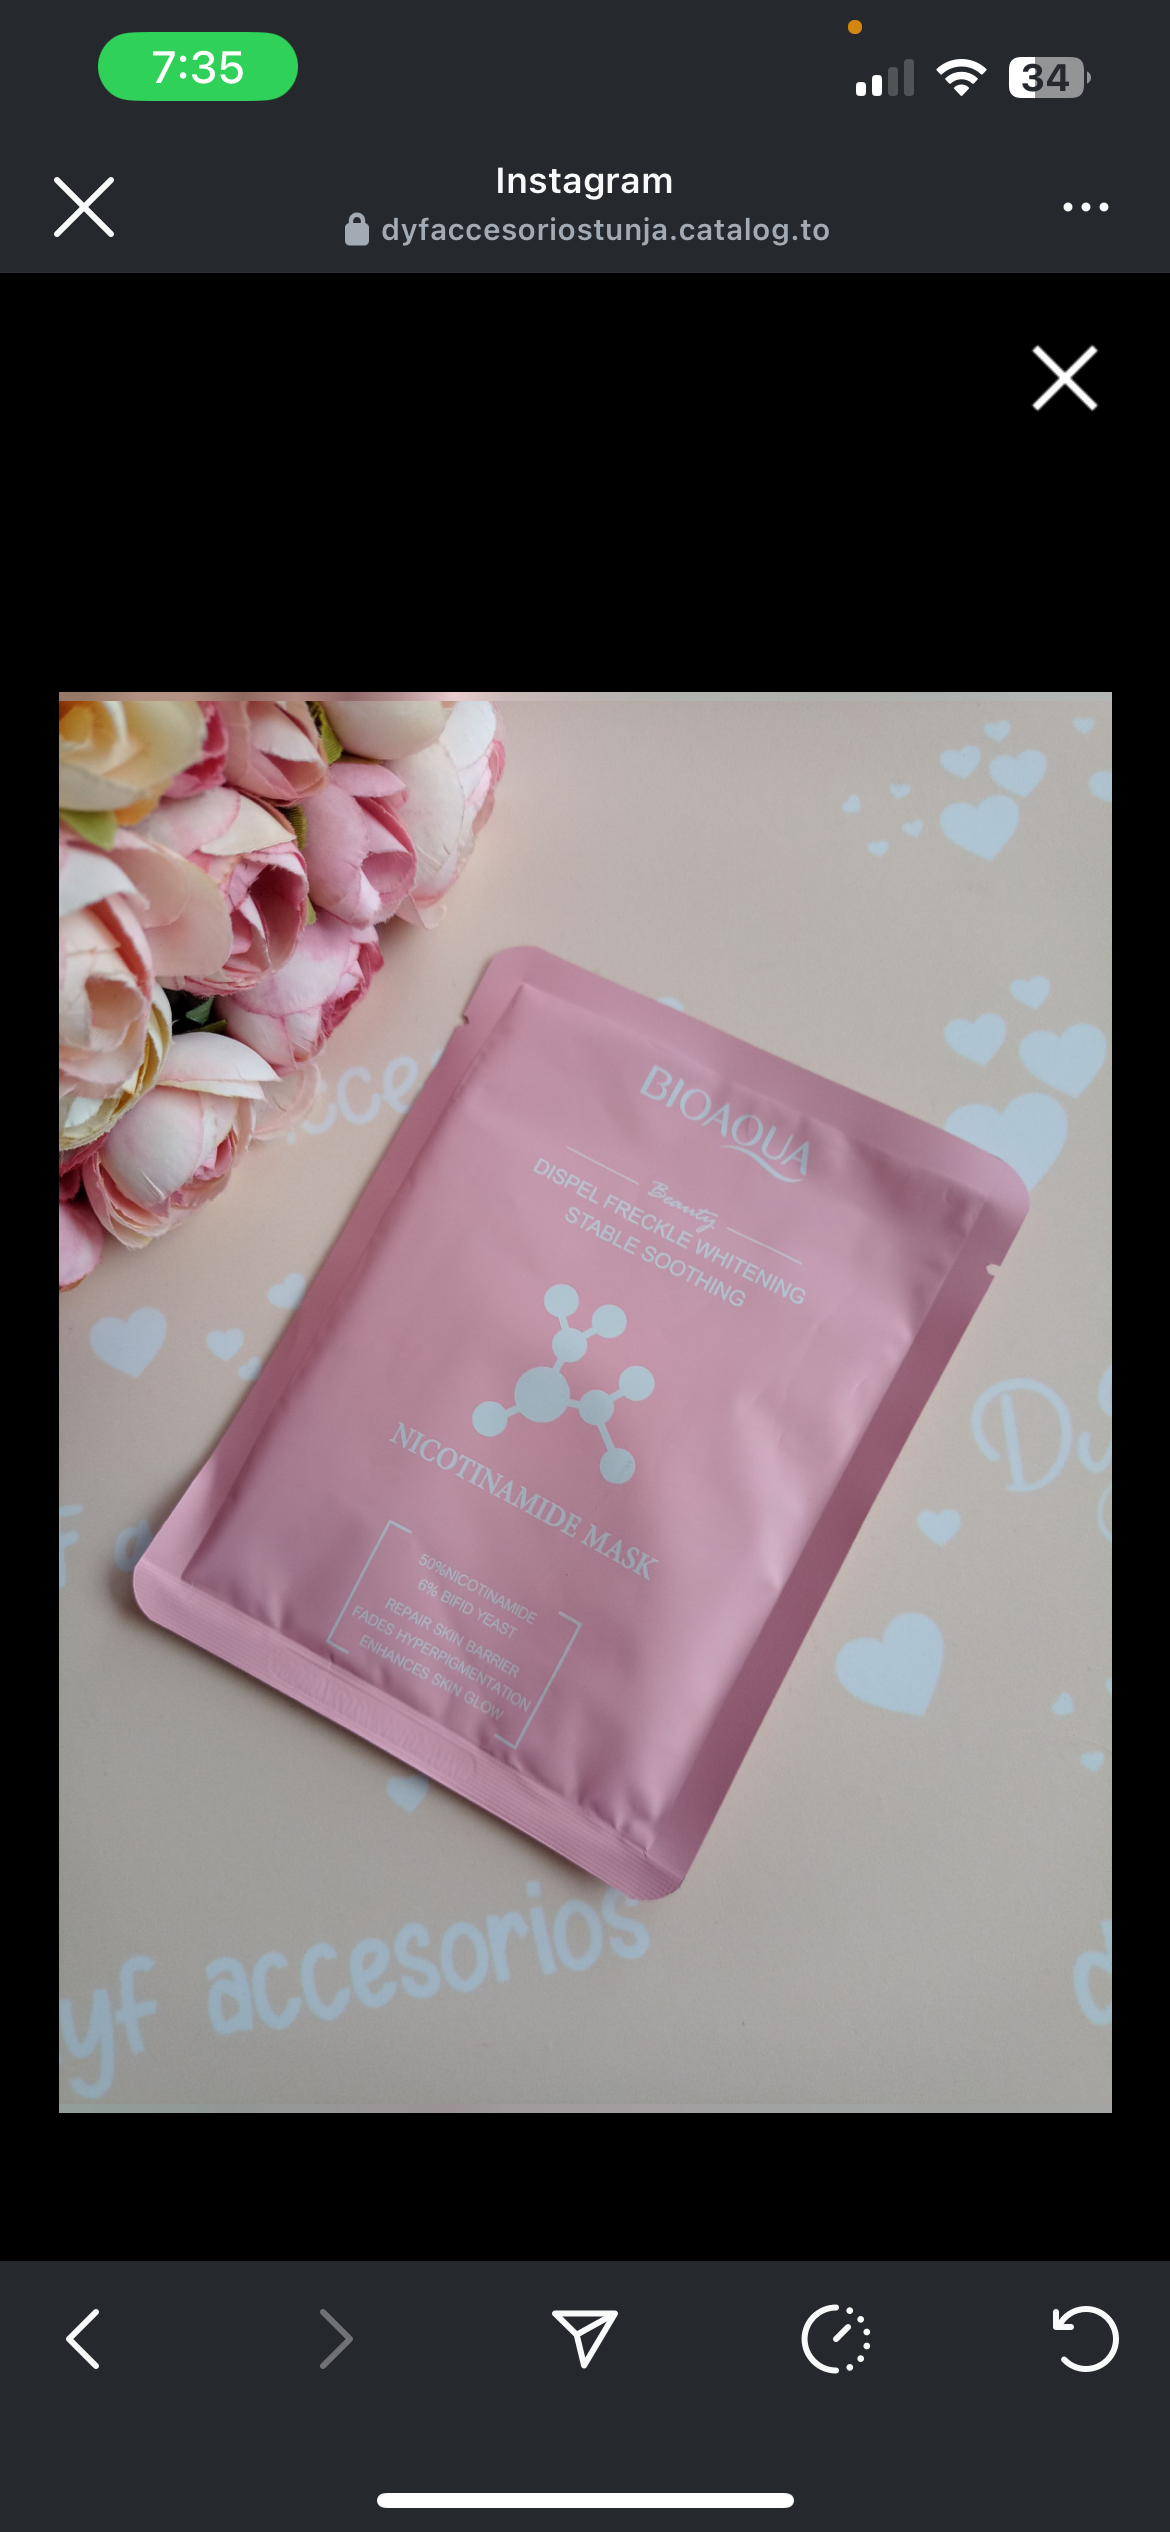 7:35
34
Instagram
dyfaccesoriostunja.catalog.to
BIOAQUA
Beauty
DISPEL FRECKLE WHITENING
STABLE SOOTHING
NICOTINAMIDE MASK
50%NICOTINAMIDE
6% BIFID YEAST
REPAIR SKIN BARRIER
FADES HYPERPIGMENTATION
ENHANCES SKIN GLOW
yf accesorios